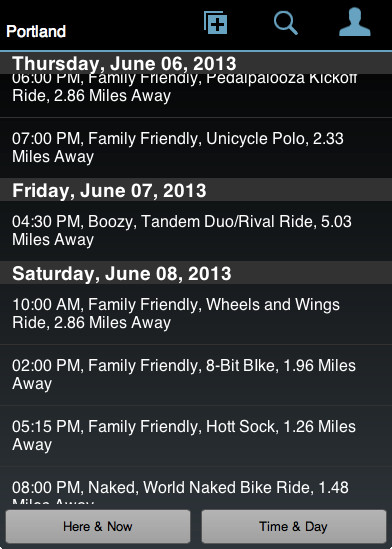 Portland
Thursday, June 06, 2013
06:00 PM, Family Friendly, Pedalpalooza Kickoff
Ride, 2.86 Miles Away
07:00 PM, Family Friendly, Unicycle Polo, 2.33
Miles Away
Friday, June 07, 2013
04:30 PM, Boozy, Tandem Duo/Rival Ride, 5.03
Miles Away
Saturday, June 08, 2013
10:00 AM, Family Friendly, Wheels and Wings
Ride, 2.86 Miles Away
02:00 PM, Family Friendly, 8-Bit BIke, 1.96 Miles
Away
05:15 PM, Family Friendly, Hott Sock, 1.26 Miles
Away
08:00 PM, Naked, World Naked Bike Ride, 1.48
Miles Away
Here & Now
Time & Day